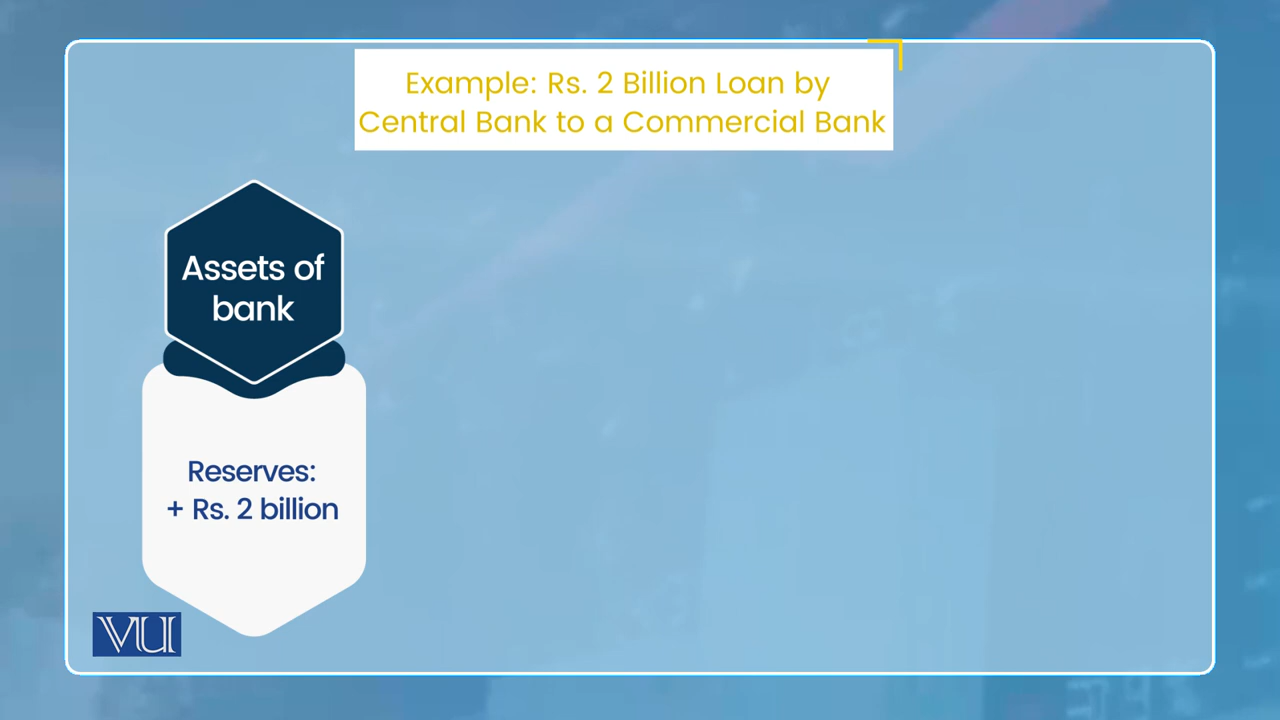 Example: Rs. 2 Billion Loan by
Central Bank to a Commercial Bank
Assets of
bank
Reserves:
+ Rs. 2 billion
VU